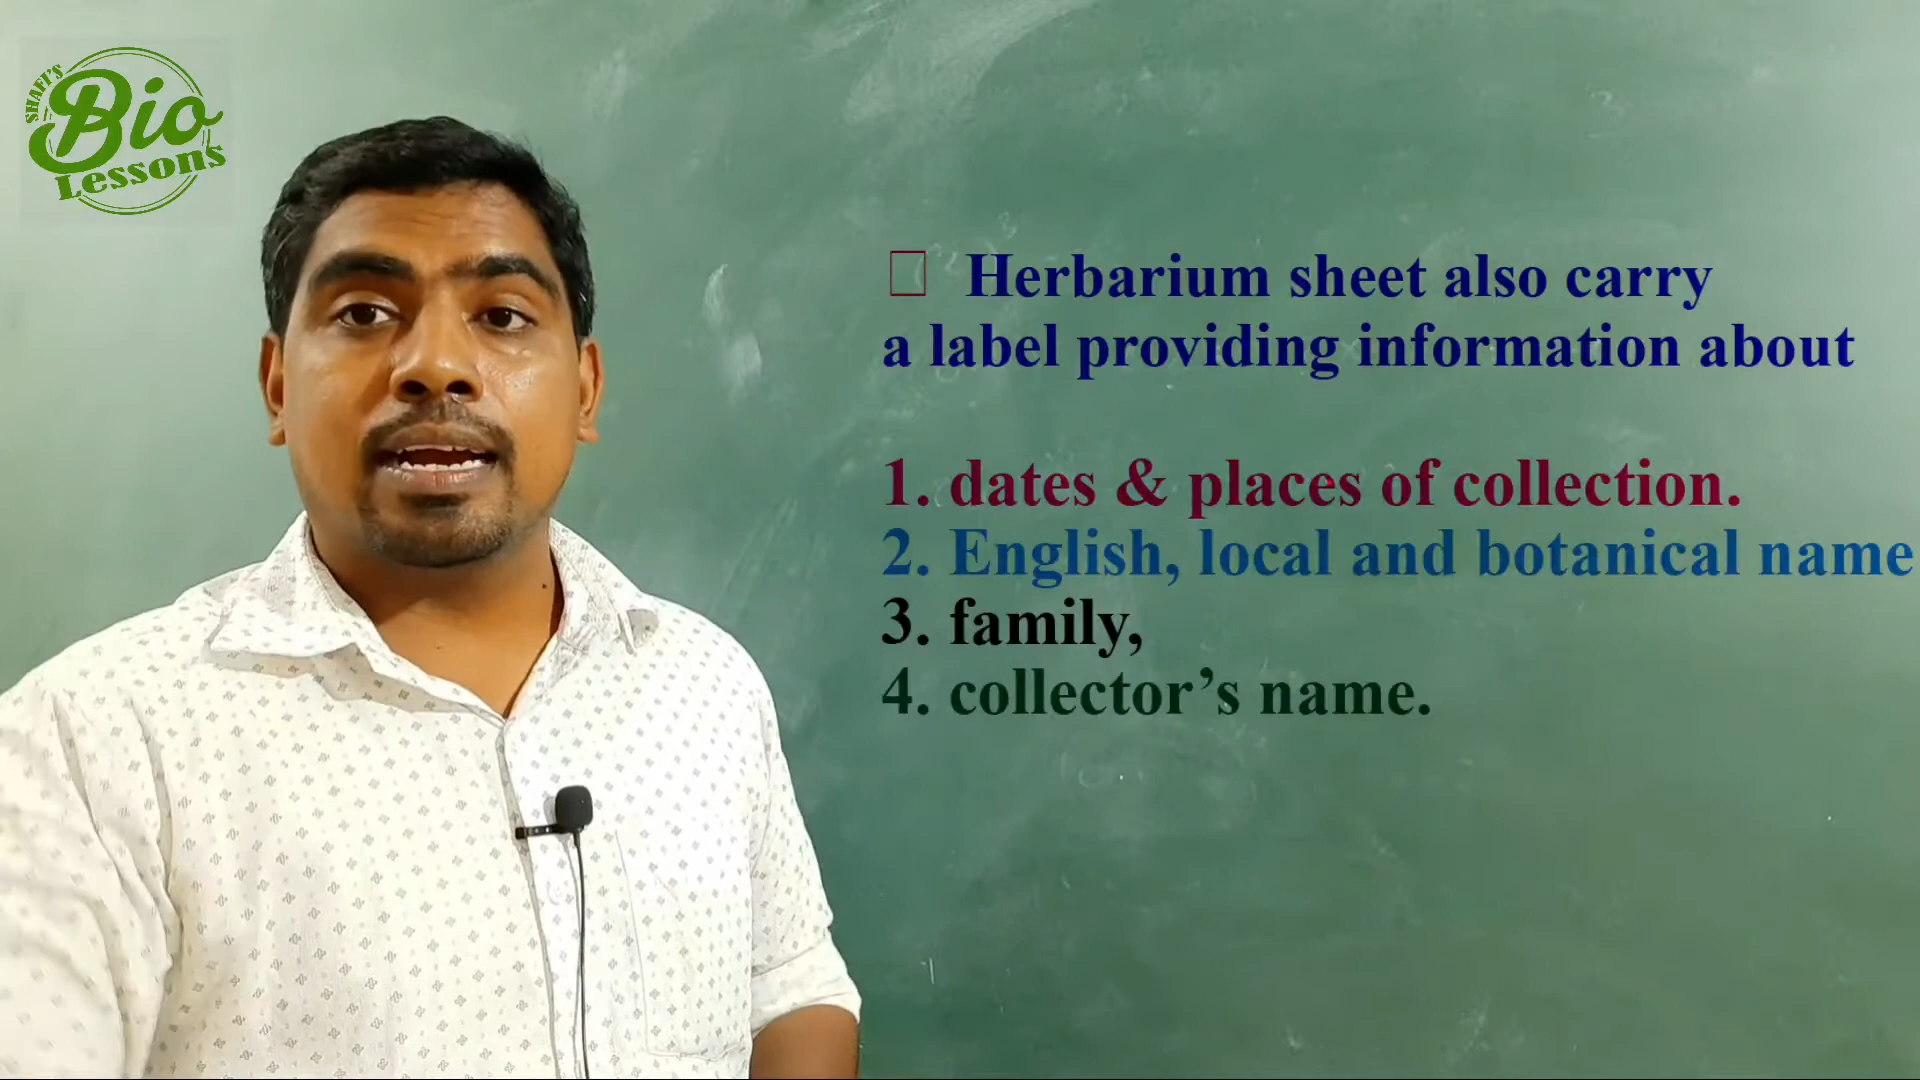 SHAFI'S
Bio
Lessons
Herbarium sheet also carry
a label providing information about
1. dates & places of collection.
2. English, local and botanical name
3. family,
4. collector’s name.